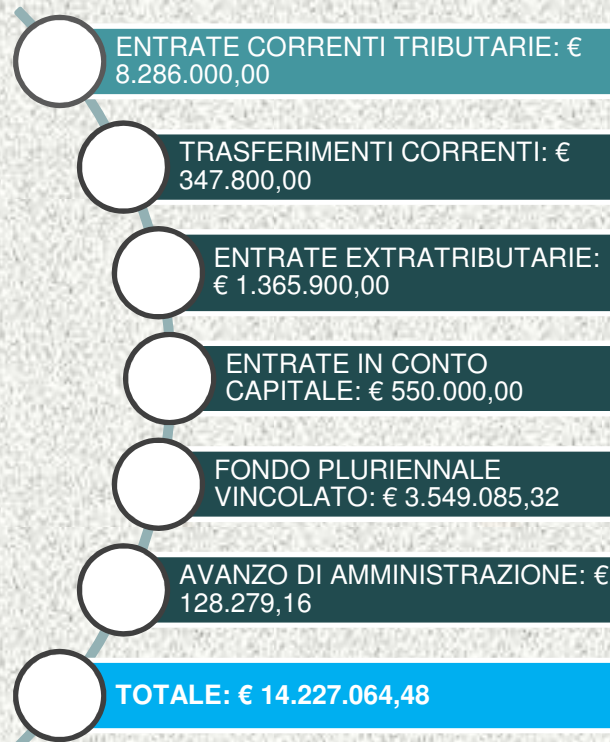 ENTRATE CORRENTI TRIBUTARIE: €
8.286.000,00
TRASFERIMENTI CORRENTI: €
347.800,00
ENTRATE EXTRATRIBUTARIE:
€ 1.365.900,00
ENTRATE IN CONTO
CAPITALE: € 550.000,00
FONDO PLURIENNALE
VINCOLATO: € 3.549.085,32
AVANZO DI AMMINISTRAZIONE: €
128.279,16
TOTALE: € 14.227.064,48